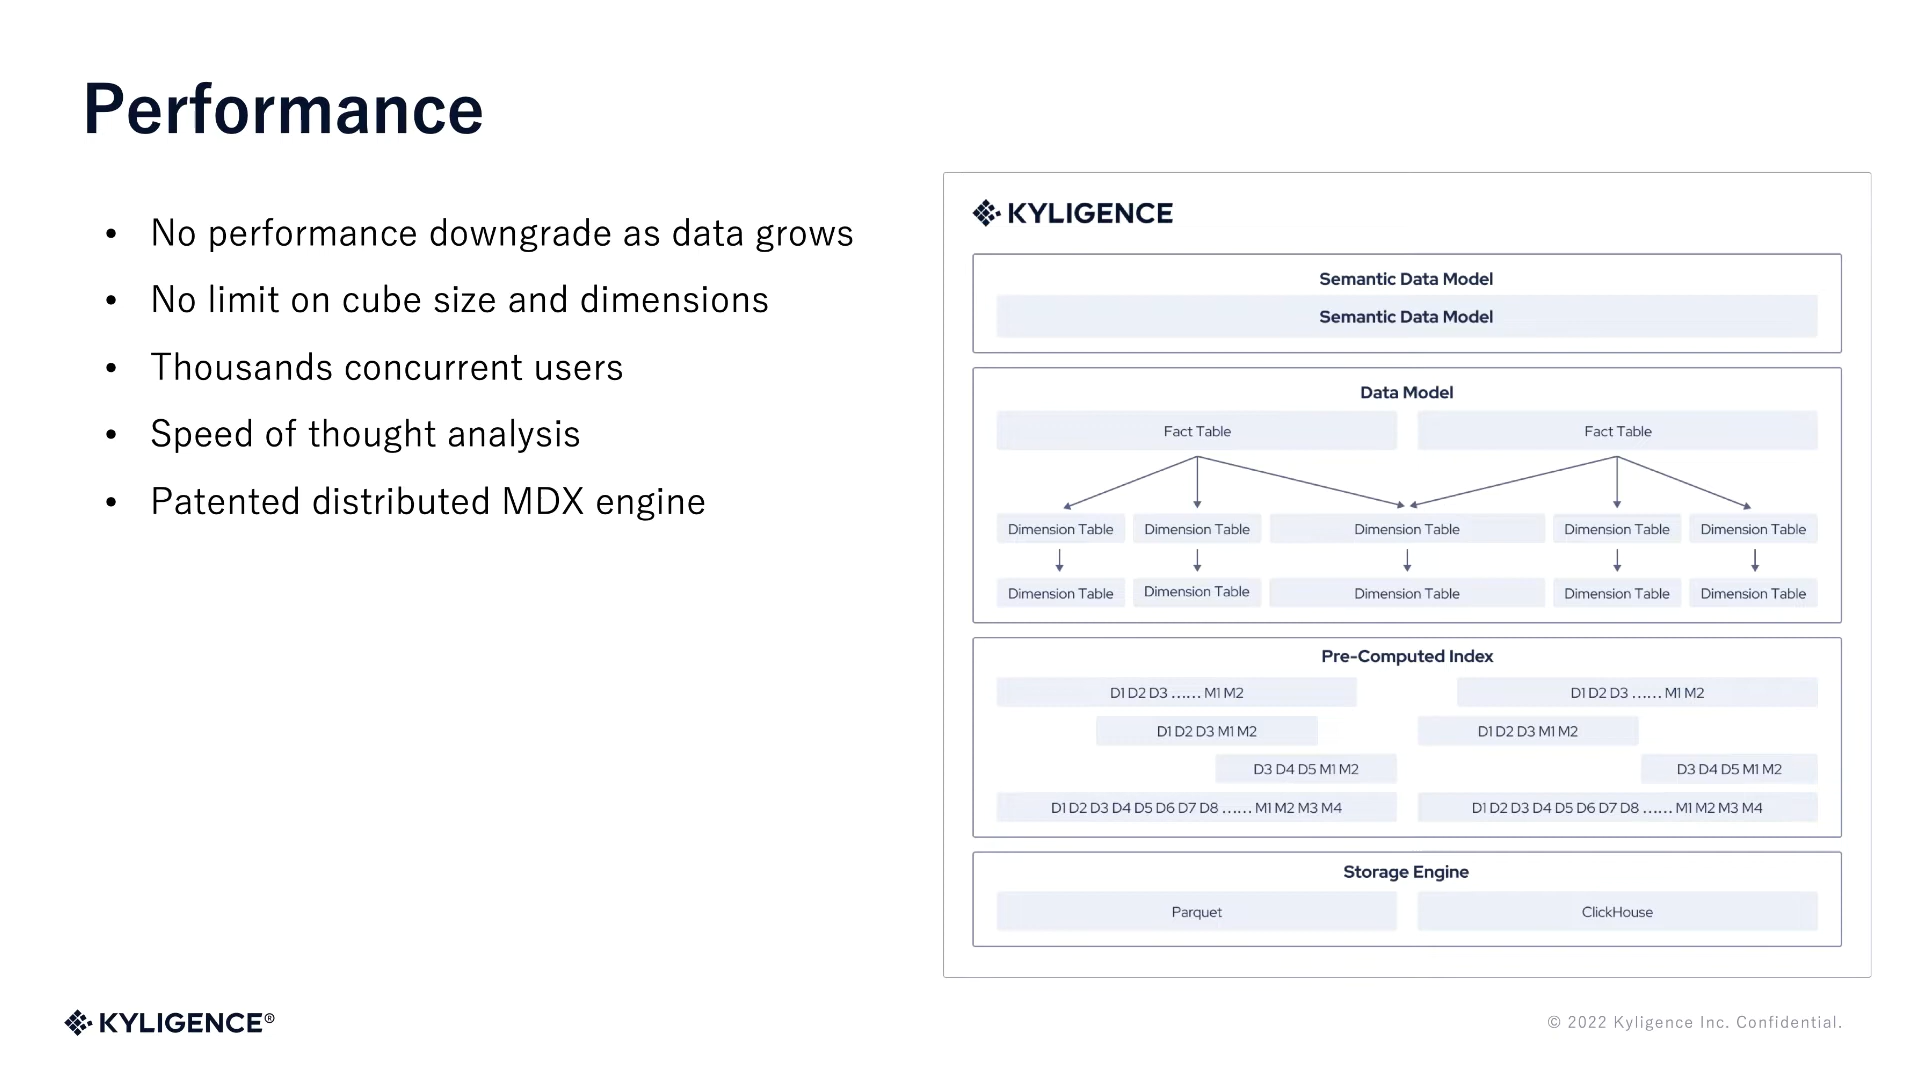 Performance
• No performance downgrade as data grows
• No limit on cube size and dimensions
• Thousands concurrent users
• Speed of thought analysis
• Patented distributed MDX engine
KYLIGENCE
Semantic Data Model
Semantic Data Model
Data Model
Fact Table Fact Table
Dimension Table Dimension Table Dimension Table Dimension Table Dimension Table
Dimension Table Dimension Table Dimension Table Dimension Table Dimension Table
Pre-Computed Index
D1 D2 D3 ...... M1 M2 D1 D2 D3 ...... M1 M2
D1 D2 D3 M1 M2 D1 D2 D3 M1 M2
D3 D4 D5 M1 M2 D3 D4 D5 M1 M2
D1 D2 D3 D4 D5 D6 D7 D8 ...... M1 M2 M3 M4 D1 D2 D3 D4 D5 D6 D7 D8 ...... M1 M2 M3 M4
Storage Engine
Parquet ClickHouse
KYLIGENCE®
© 2022 Kyligence Inc. Confidential.